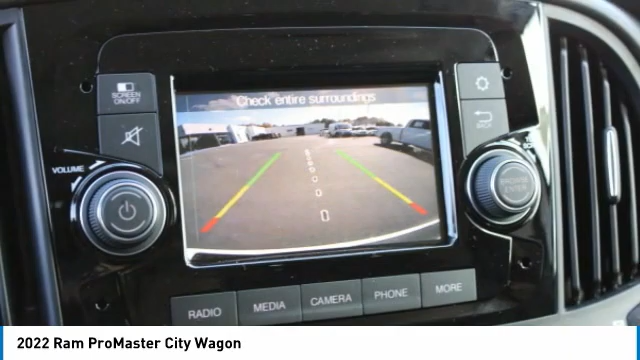 Check entire surroundings
SCREEN
ON/OFF
BACK
VOLUME
BROWSE
ENTER
RADIO
MEDIA
CAMERA
PHONE
MORE
2022 Ram ProMaster City Wagon